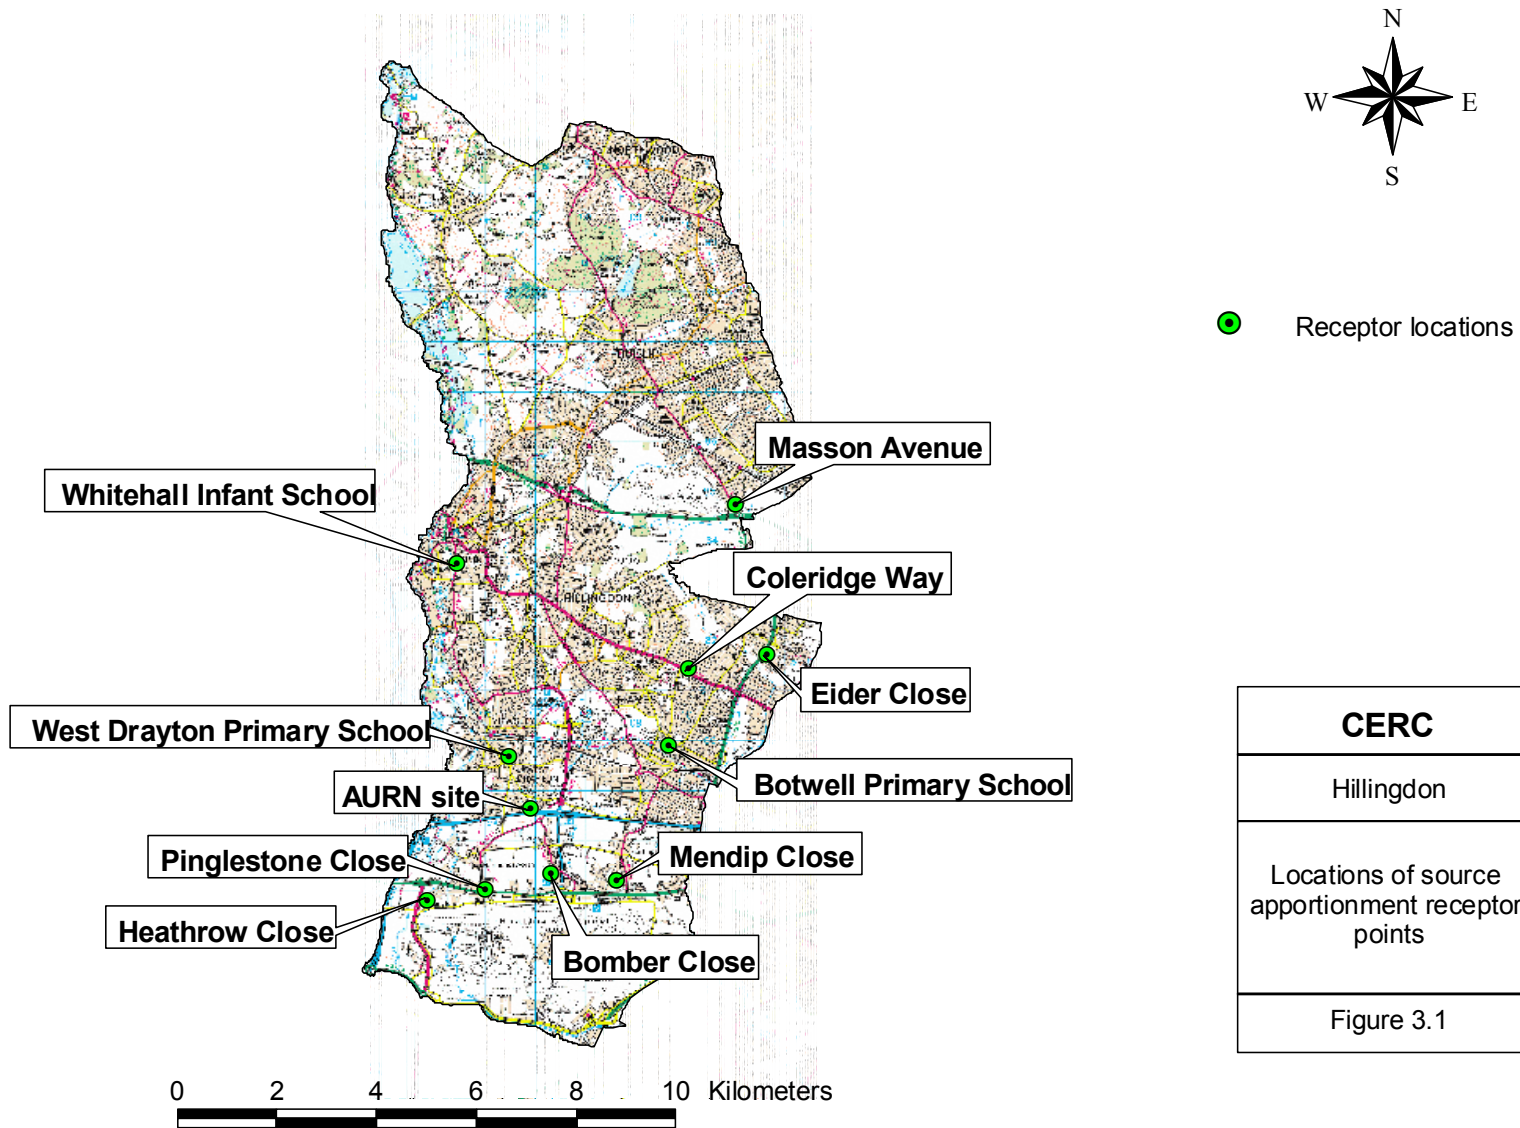 N
W E
S
Receptor locations
Masson Avenue
Whitehall Infant School
Coleridge Way
HILLINGDON
Eider Close
West Drayton Primary School
Botwell Primary School
AURN site
Pinglestone Close
Mendip Close
Heathrow Close
Bomber Close
CERC
Hillingdon
Locations of source
apportionment receptor
points
Figure 3.1
0 2 4 6 8 10 Kilometers